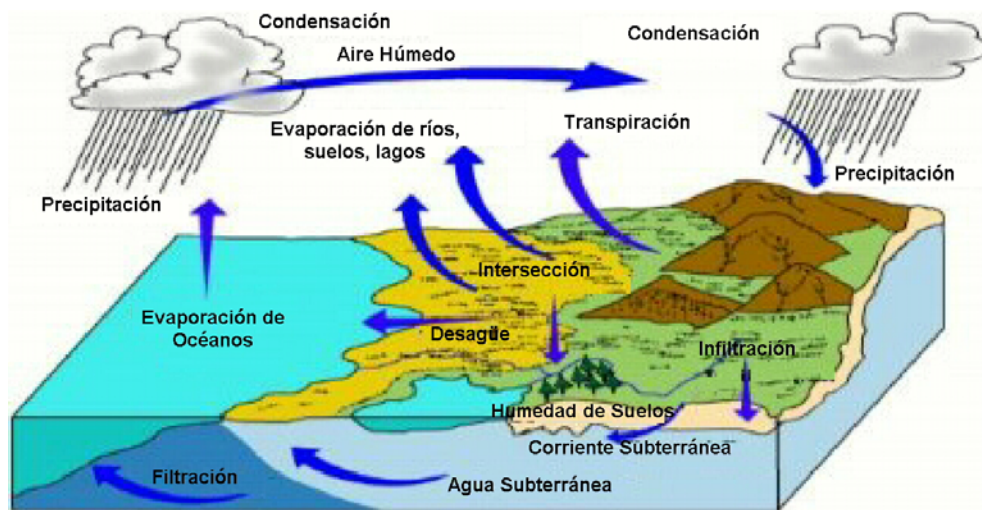 Condensación
Condensación
Aire Húmedo
Evaporación de ríos,
suelos, lagos
Transpiración
Precipitación
Precipitación
Intersección
Evaporación de
Océanos
Desagüe
Infiltración
Humedad de Suelos
Corriente Subterránea
Filtración
Agua Subterránea